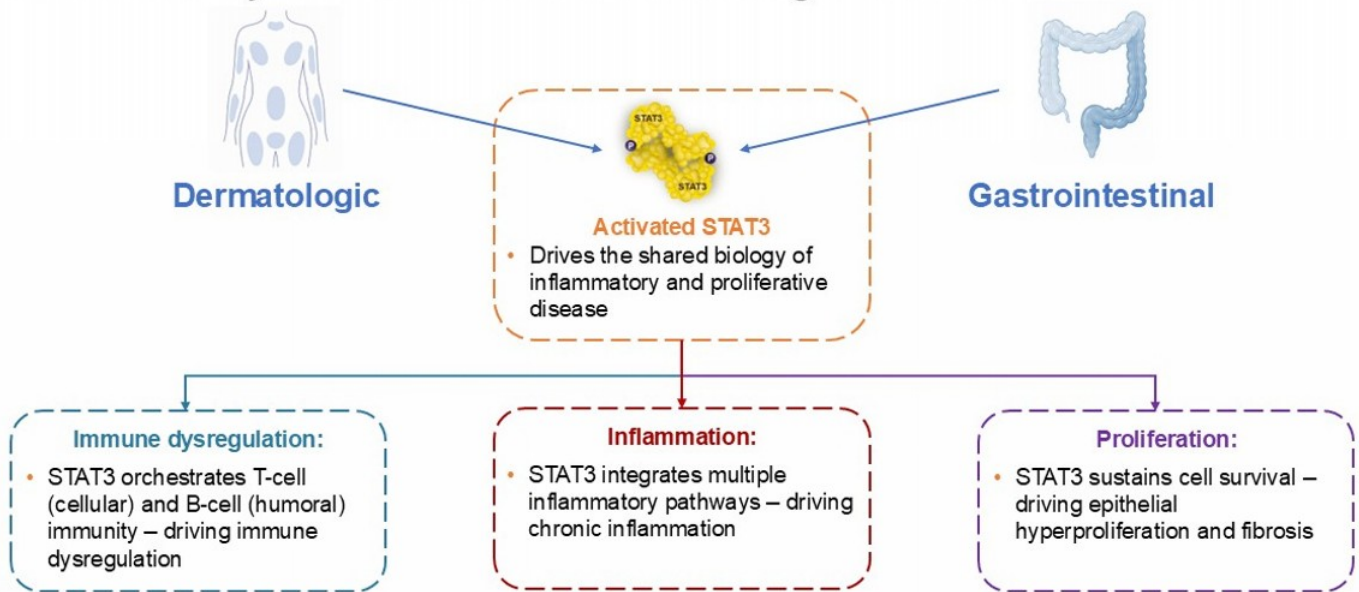 Dermatologic
Gastrointestinal
STAT3
P
P
STAT3
Activated STAT3
• Drives the shared biology of
inflammatory and proliferative
disease
Immune dysregulation:
• STAT3 orchestrates T-cell
(cellular) and B-cell (humoral)
immunity – driving immune
dysregulation
Inflammation:
• STAT3 integrates multiple
inflammatory pathways – driving
chronic inflammation
Proliferation:
• STAT3 sustains cell survival –
driving epithelial
hyperproliferation and fibrosis